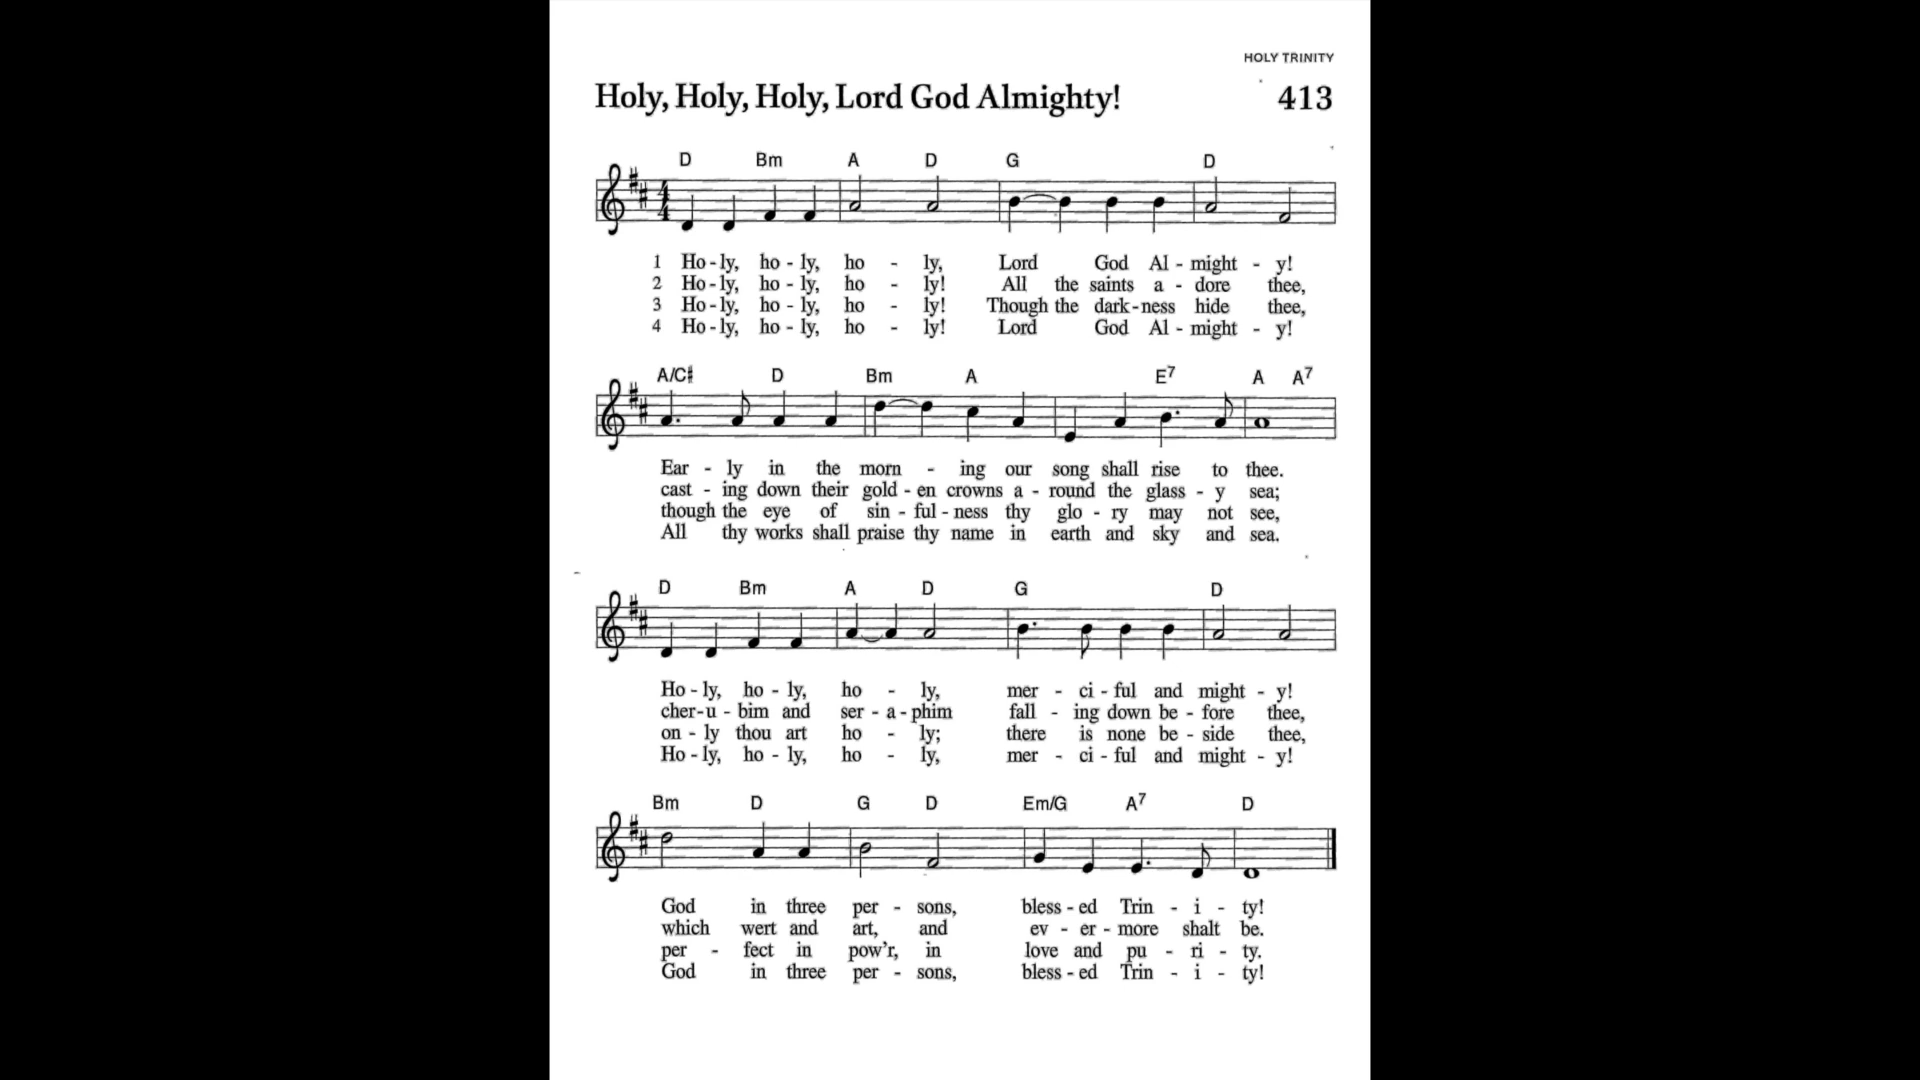 HOLY TRINITY
Holy, Holy, Holy, Lord God Almighty! 413
D Bm A D G D
4 4
1 Ho - ly, ho - ly, ho - ly, Lord God Al - might - y!
2 Ho - ly, ho - ly, ho - ly! All the saints a - dore thee,
3 Ho - ly, ho - ly, ho - ly! Though the dark - ness hide thee,
4 Ho - ly, ho - ly, ho - ly! Lord God Al - might - y!
A/C♯ D Bm A E7 A A7
Ear - ly in the morn - ing our song shall rise to thee.
cast - ing down their gold - en crowns a - round the glass - y sea;
though the eye of sin - ful - ness thy glo - ry may not see,
All thy works shall praise thy name in earth and sky and sea.
D Bm A D G D
Ho - ly, ho - ly, ho - ly, mer - ci - ful and might - y!
cher - u - bim and ser - a - phim fall - ing down be - fore thee,
on - ly thou art ho - ly; there is none be - side thee,
Ho - ly, ho - ly, ho - ly, mer - ci - ful and might - y!
Bm D G D Em/G A7 D
God in three per - sons, bless - ed Trin - i - ty!
which wert and art, and ev - er - more shalt be.
per - fect in pow'r, in love and pu - ri - ty.
God in three per - sons, bless - ed Trin - i - ty!